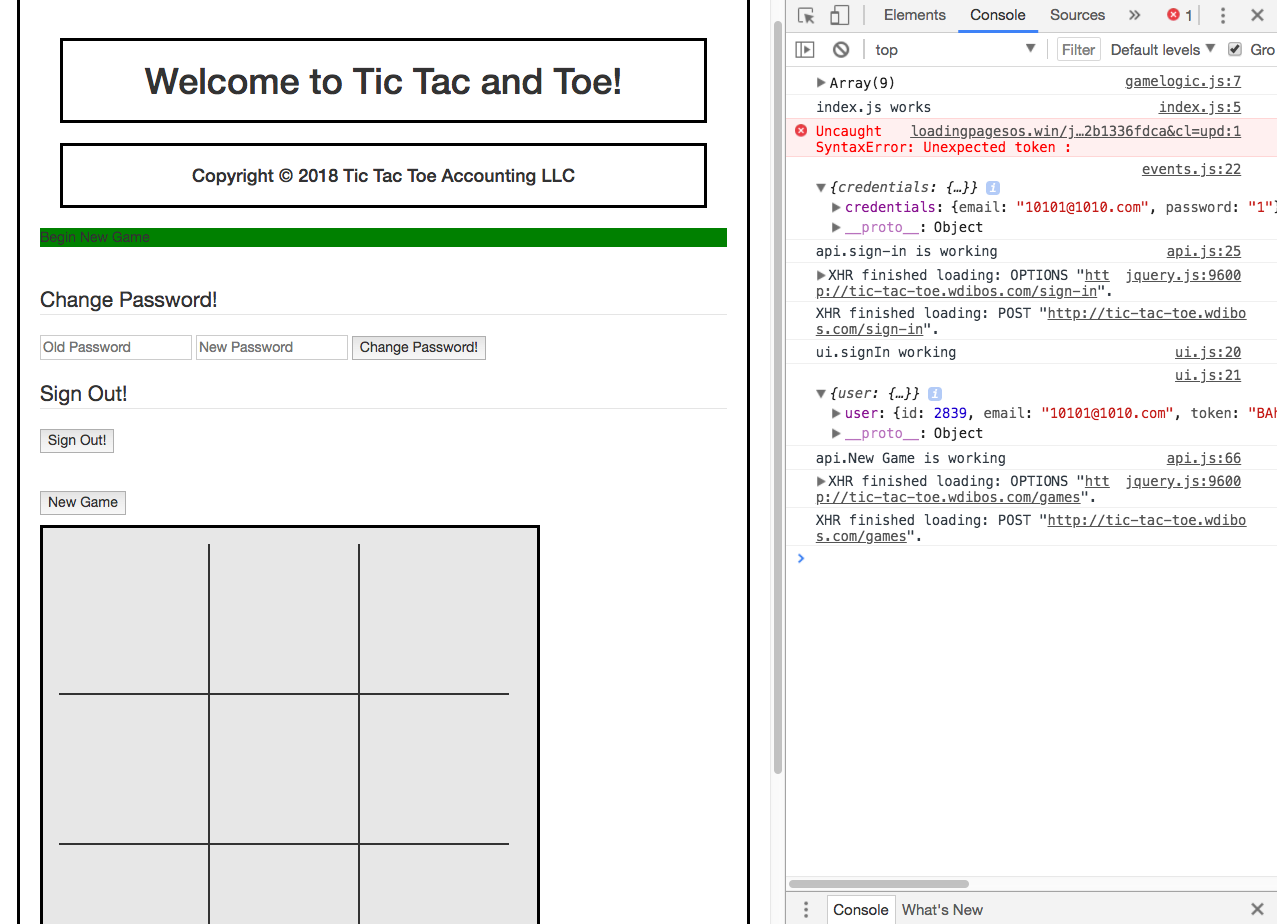 Welcome to Tic Tac and Toe!
Copyright © 2018 Tic Tac Toe Accounting LLC
Begin New Game
Change Password!
Old Password New Password Change Password!
Sign Out!
Sign Out!
New Game
Elements Console Sources » 1
top Filter Default levels Gro
Array(9) gamelogic.js:7
index.js works index.js:5
Uncaught loadingpagesos.win/j…2b1336fdca&cl=upd:1
SyntaxError: Unexpected token :
events.js:22
{credentials: {…}} i
credentials: {email: "10101@1010.com", password: "1"}
__proto__: Object
api.sign-in is working api.js:25
XHR finished loading: OPTIONS "htt jquery.js:9600
p://tic-tac-toe.wdibos.com/sign-in".
XHR finished loading: POST "http://tic-tac-toe.wdibo
s.com/sign-in".
ui.signIn working ui.js:20
ui.js:21
{user: {…}} i
user: {id: 2839, email: "10101@1010.com", token: "BAh
__proto__: Object
api.New Game is working api.js:66
XHR finished loading: OPTIONS "htt jquery.js:9600
p://tic-tac-toe.wdibos.com/games".
XHR finished loading: POST "http://tic-tac-toe.wdibo
s.com/games".
Console What's New